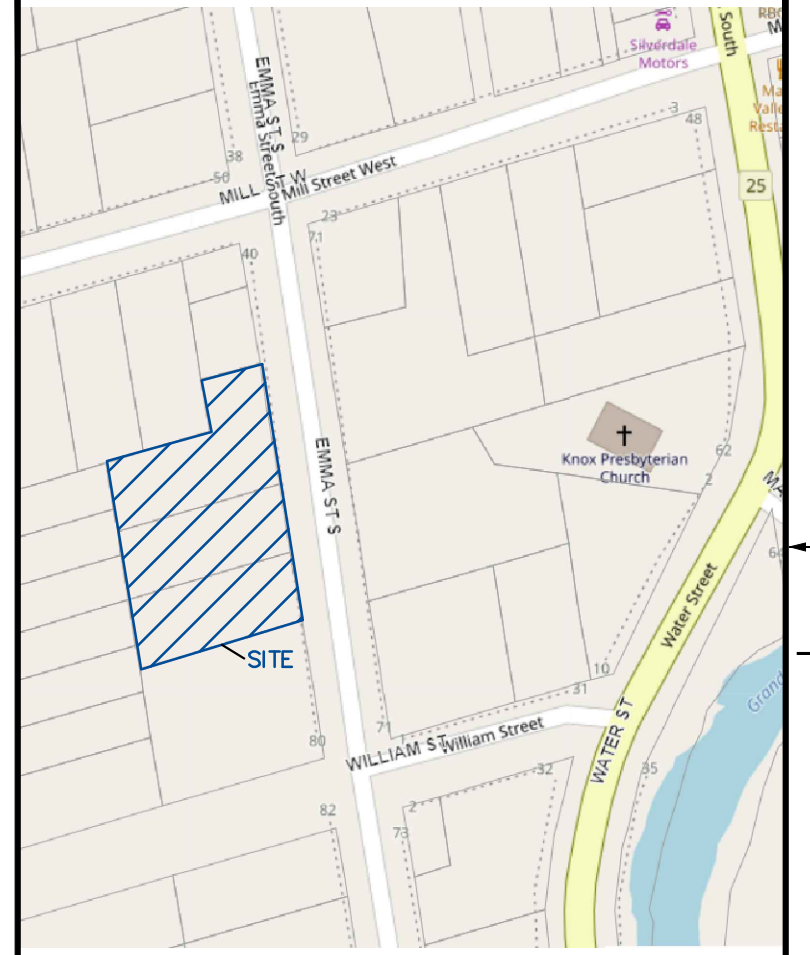 South
Silverdale
Motors
25
EMMA ST S
Emma Street South
29
38
50
MILL ST W
Mill Street West
3
48
23
71
40
EMMA ST S
Knox Presbyterian
Church
62
2
Water Street
SITE
10
31
71
80
WILLIAM ST
William Street
WATER ST
32
35
82
2
73